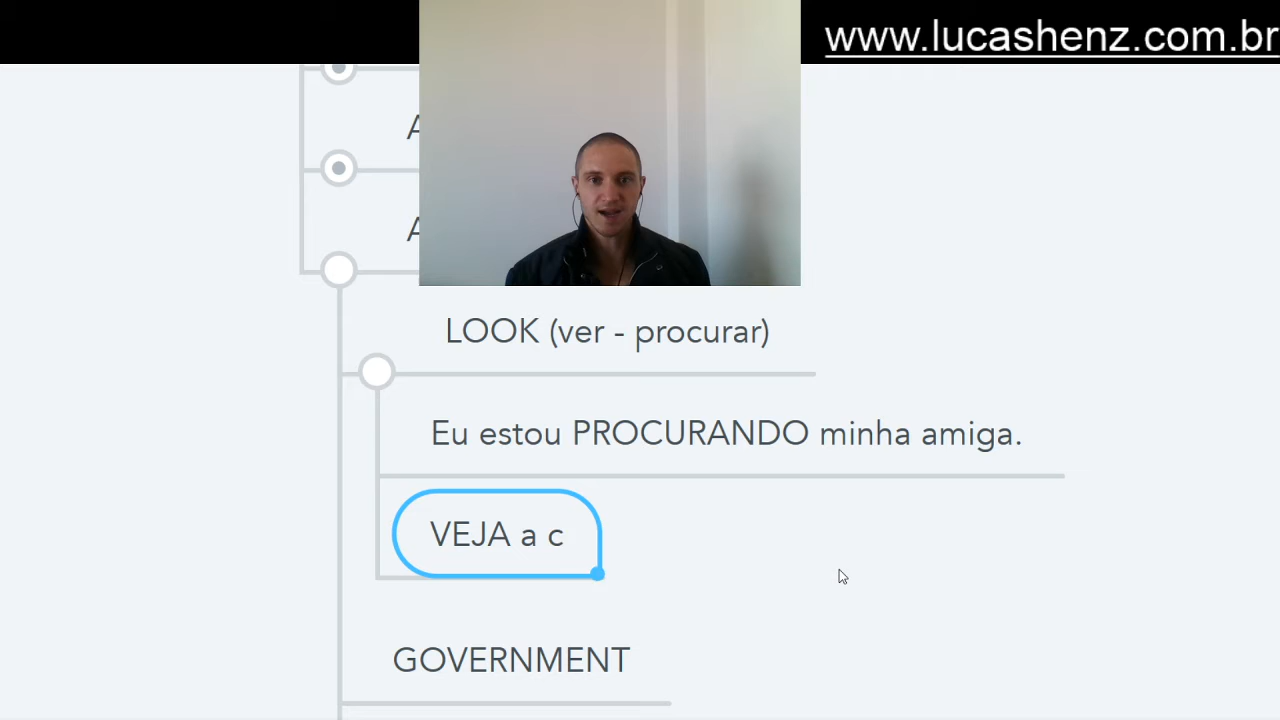 www.lucashenz.com.br
A
A
LOOK (ver - procurar)
Eu estou PROCURANDO minha amiga.
VEJA a c
GOVERNMENT